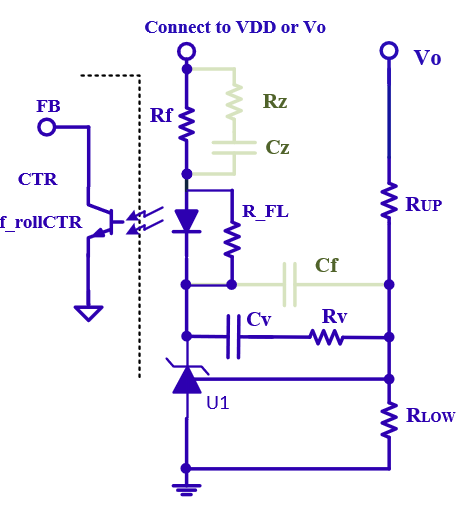 Connect to VDD or Vo
Vo
Rf
Rz
FB
Cz
CTR
RUP
R_FL
f_rollCTR
Cf
Cv
Rv
U1
RLOW